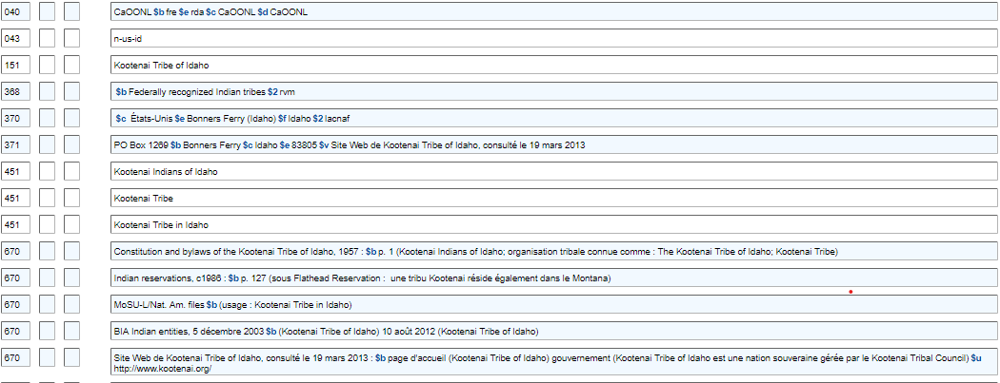 040 CaOONL $b fre $e rda $c CaOONL $d CaOONL
043 n-us-id
151 Kootenai Tribe of Idaho
368 $b Federally recognized Indian tribes $2 rvm
370 $c États-Unis $e Bonners Ferry (Idaho) $f Idaho $2 lacnaf
371 PO Box 1269 $b Bonners Ferry $c Idaho $e 83805 $v Site Web de Kootenai Tribe of Idaho, consulté le 19 mars 2013
451 Kootenai Indians of Idaho
451 Kootenai Tribe
451 Kootenai Tribe in Idaho
670 Constitution and bylaws of the Kootenai Tribe of Idaho, 1957 : $b p. 1 (Kootenai Indians of Idaho; organisation tribale connue comme : The Kootenai Tribe of Idaho; Kootenai Tribe)
670 Indian reservations, c1986 : $b p. 127 (sous Flathead Reservation : une tribu Kootenai réside également dans le Montana)
670 MoSU-L/Nat. Am. files $b (usage : Kootenai Tribe in Idaho)
670 BIA Indian entities, 5 décembre 2003 $b (Kootenai Tribe of Idaho) 10 août 2012 (Kootenai Tribe of Idaho)
670 Site Web de Kootenai Tribe of Idaho, consulté le 19 mars 2013 : $b page d'accueil (Kootenai Tribe of Idaho) gouvernement (Kootenai Tribe of Idaho est une nation souveraine gérée par le Kootenai Tribal Council) $u
http://www.kootenai.org/